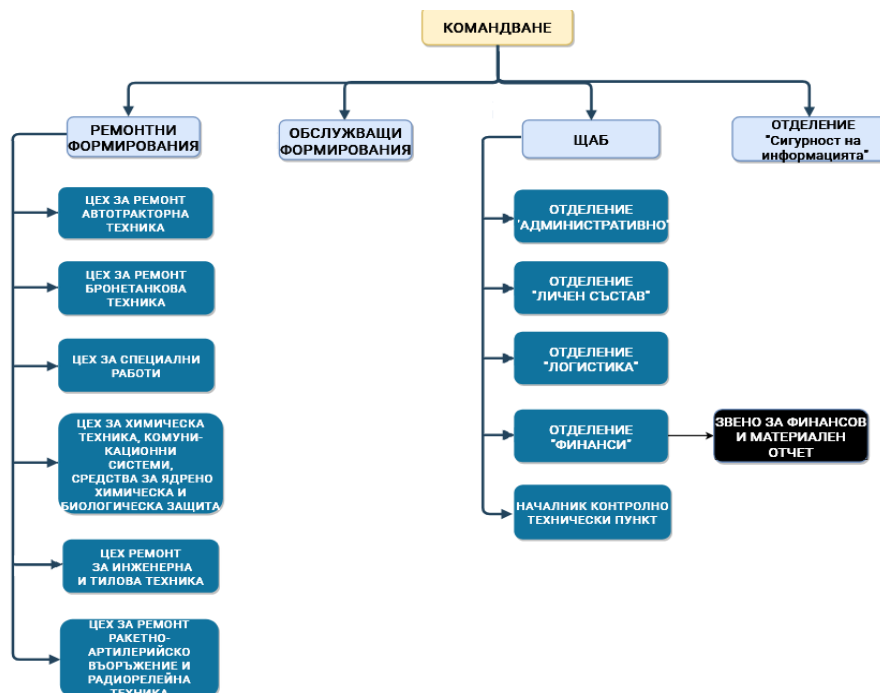 КОМАНДВАНЕ
РЕМОНТНИ
ФОРМИРОВАНИЯ
ОБСЛУЖВАЩИ
ФОРМИРОВАНИЯ
ЩАБ
ОТДЕЛЕНИЕ
"Сигурност на
информацията"
ЦЕХ ЗА РЕМОНТ
АВТОТРАКТОРНА
ТЕХНИКА
ЦЕХ ЗА РЕМОНТ
БРОНЕТАНКОВА
ТЕХНИКА
ЦЕХ ЗА СПЕЦИАЛНИ
РАБОТИ
ЦЕХ ЗА ХИМИЧЕСКА
ТЕХНИКА, КОМУНИ-
КАЦИОННИ
СИСТЕМИ,
СРЕДСТВА ЗА ЯДРЕНО
ХИМИЧЕСКА И
БИОЛОГИЧЕСКА ЗАЩИТА
ЦЕХ РЕМОНТ
ЗА ИНЖЕНЕРНА
И ТИЛОВА ТЕХНИКА
ЦЕХ ЗА РЕМОНТ
РАКЕТНО-
АРТИЛЕРИЙСКО
ВЪОРЪЖЕНИЕ И
РАДИОРЕЛЕЙНА
ТЕХНИКА
ОТДЕЛЕНИЕ
"АДМИНИСТРАТИВНО"
ОТДЕЛЕНИЕ
"ЛИЧЕН СЪСТАВ"
ОТДЕЛЕНИЕ
"ЛОГИСТИКА"
ОТДЕЛЕНИЕ
"ФИНАНСИ"
НАЧАЛНИК КОНТРОЛНО
ТЕХНИЧЕСКИ ПУНКТ
ЗВЕНО ЗА ФИНАНСОВ
И МАТЕРИАЛЕН
ОТЧЕТ